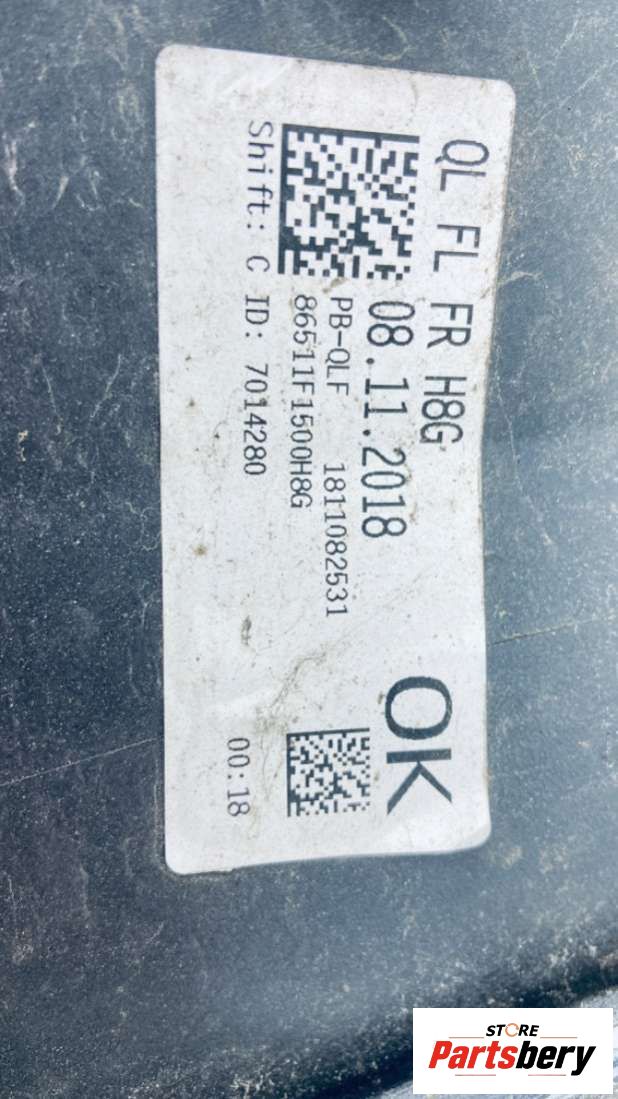 QL FL FR H8G
08.11.2018
OK
PB-QLF 1811082531
86511F1500H8G
Shift: C ID: 7014280
00:18
STORE
Partsbery